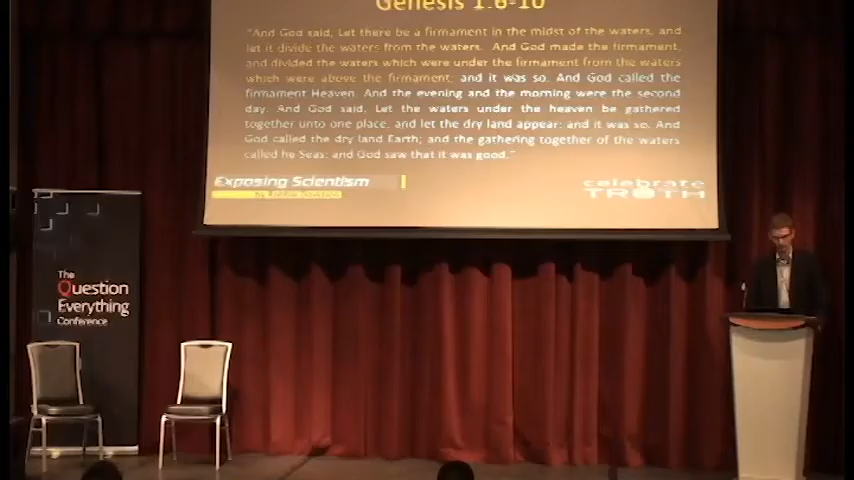 Genesis 1.6-10
"And God said, Let there be a firmament in the midst of the waters, and
let it divide the waters from the waters. And God made the firmament,
and divided the waters which were under the firmament from the waters
which were above the firmament: and it was so. And God called the
firmament Heaven. And the evening and the morning were the second
day. And God said, Let the waters under the heaven be gathered
together unto one place, and let the dry land appear: and it was so. And
God called the dry land Earth; and the gathering together of the waters
called he Seas: and God saw that it was good."
Exposing Scientism
celebrate
TRUTH
The
Question
Everything
Conference